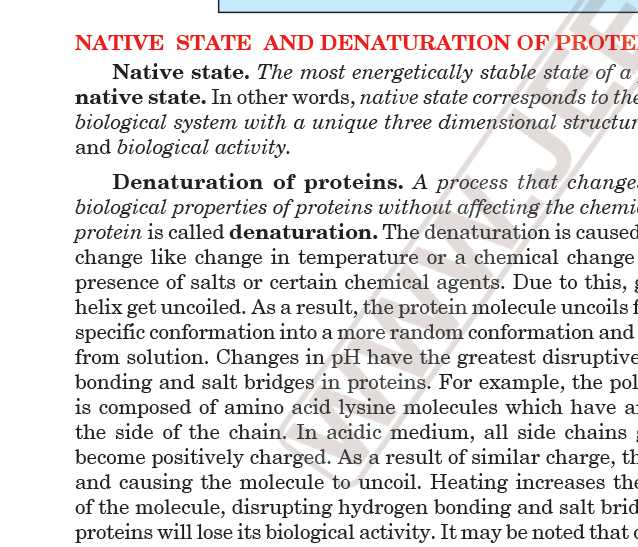 NATIVE STATE AND DENATURATION OF PROTE
Native state. The most energetically stable state of a
native state. In other words, native state corresponds to the
biological system with a unique three dimensional structur
and biological activity.
Denaturation of proteins. A process that changes
biological properties of proteins without affecting the chemi
protein is called denaturation. The denaturation is caused
change like change in temperature or a chemical change
presence of salts or certain chemical agents. Due to this, g
helix get uncoiled. As a result, the protein molecule uncoils f
specific conformation into a more random conformation and
from solution. Changes in pH have the greatest disruptive
bonding and salt bridges in proteins. For example, the pol
is composed of amino acid lysine molecules which have a
the side of the chain. In acidic medium, all side chains g
become positively charged. As a result of similar charge, th
and causing the molecule to uncoil. Heating increases the
of the molecule, disrupting hydrogen bonding and salt brid
proteins will lose its biological activity. It may be noted that
WWW.JEE